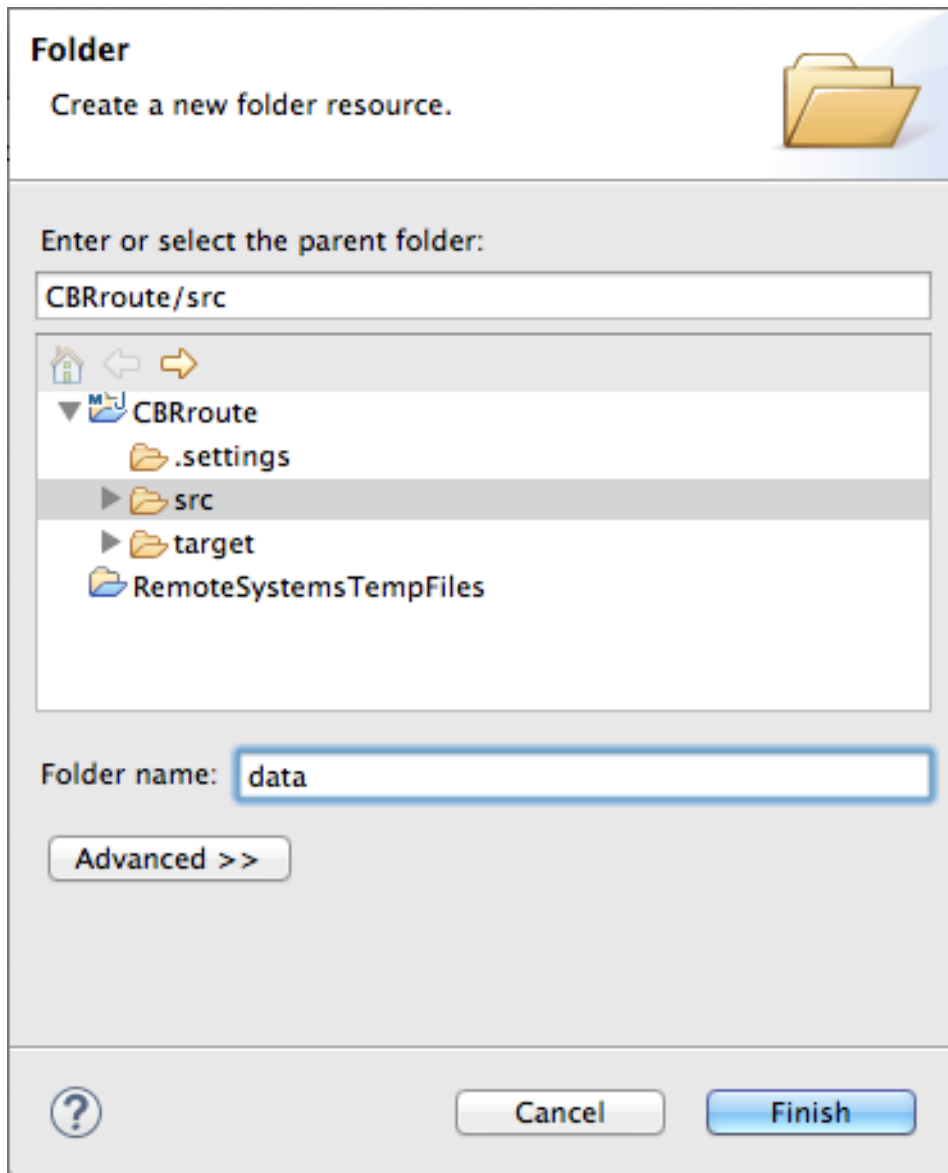 Folder
Create a new folder resource.
Enter or select the parent folder:
CBRroute/src
CBRroute
.settings
src
target
RemoteSystemsTempFiles
Folder name: data
Advanced >>
? Cancel Finish